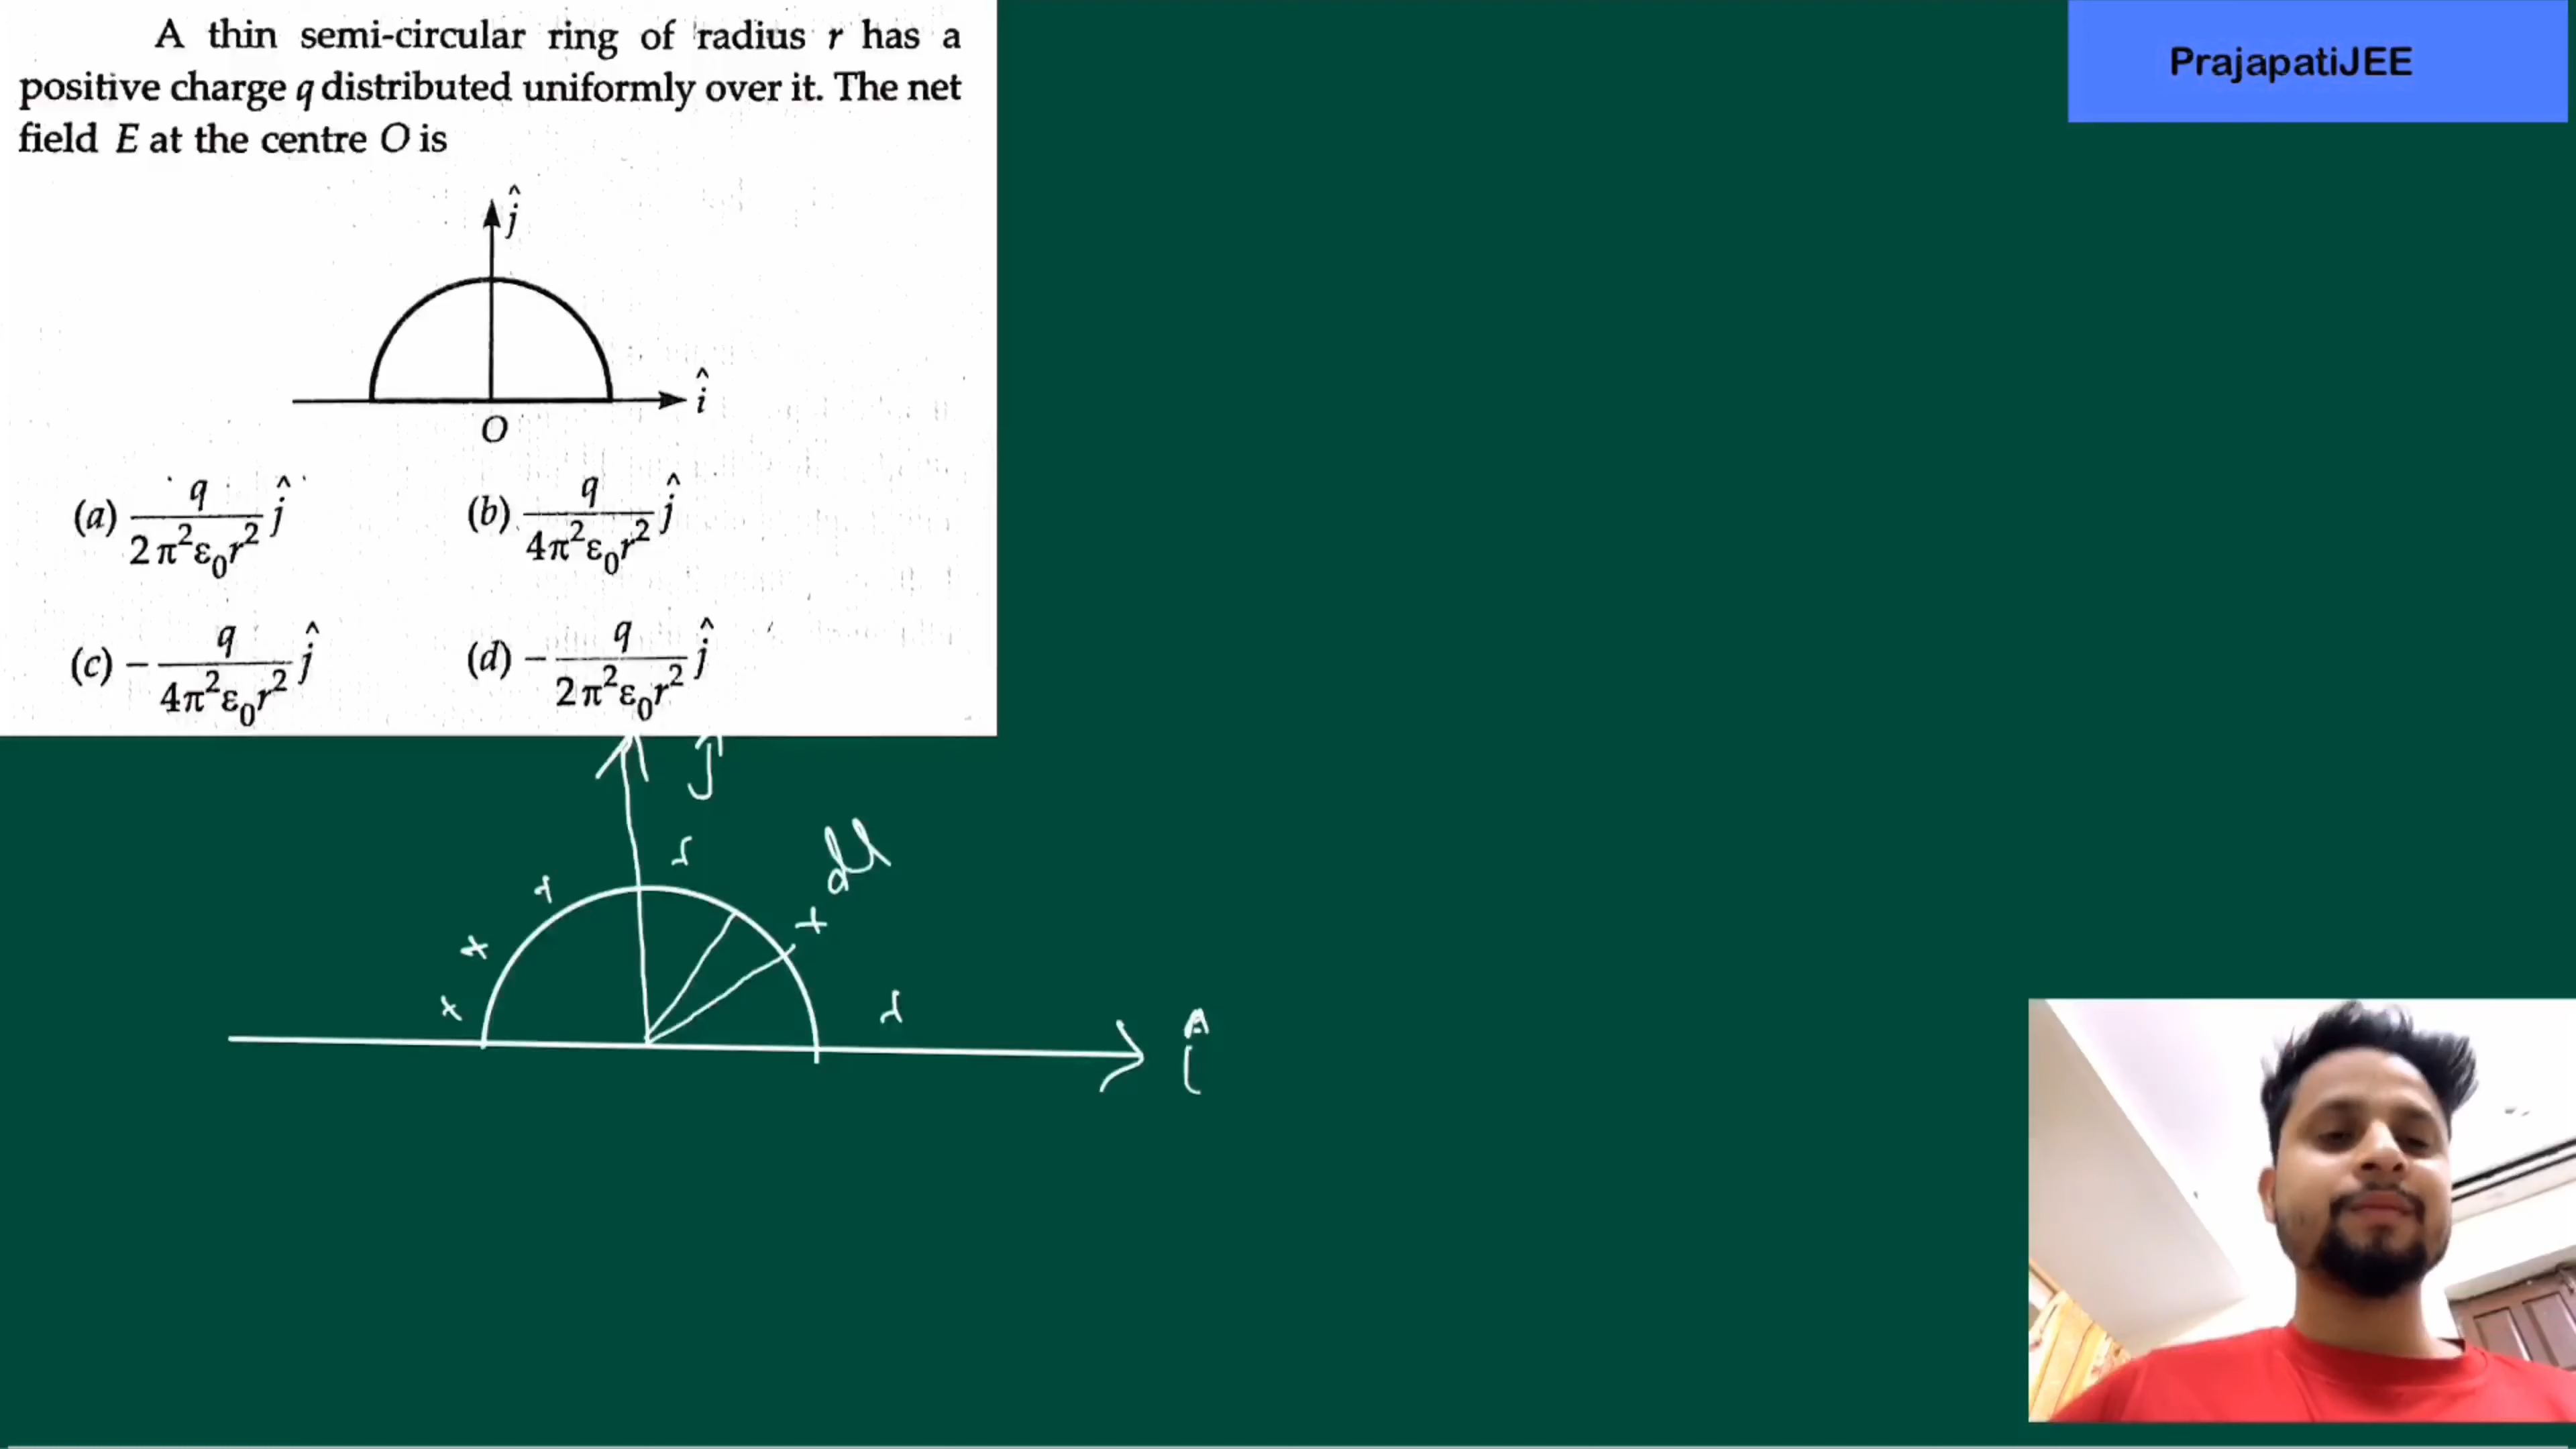 A thin semi-circular ring of radius r has a
positive charge q distributed uniformly over it. The net
field E at the centre O is
ĵ
î
O
(a) q / 2π²ε₀r² ĵ
(b) q / 4π²ε₀r² ĵ
(c) − q / 4π²ε₀r² ĵ
(d) − q / 2π²ε₀r² ĵ
PrajapatiJEE
ĵ
dl
î